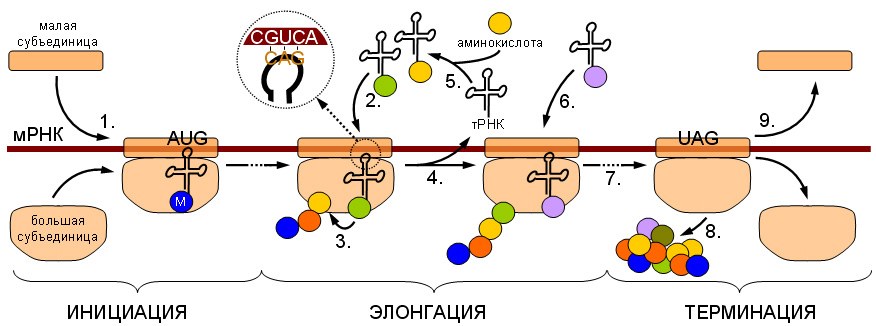 малая
субъединица
1.
мРНК
AUG
M
большая
субъединица
ИНИЦИАЦИЯ
CGUCA
CAG
2.
3.
4.
5.
аминокислота
тРНК
6.
7.
ЭЛОНГАЦИЯ
UAG
8.
9.
ТЕРМИНАЦИЯ